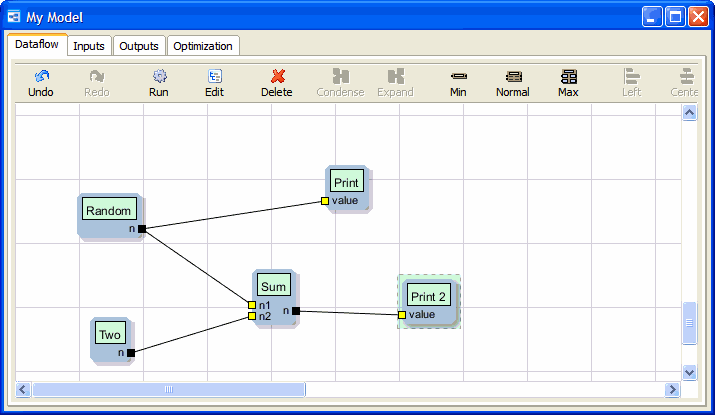 My Model
Dataflow Inputs Outputs Optimization
Undo Redo Run Edit Delete Condense Expand Min Normal Max Left Cente
Print
value
Random
n
Sum
n1
n2
n
Print 2
value
Two
n